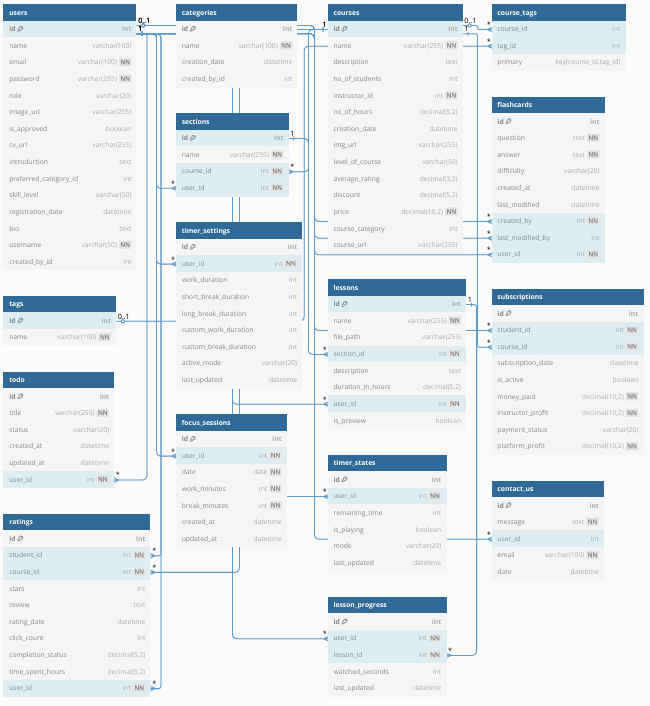 users
id int
name varchar(100)
email varchar(100) NN
password varchar(255) NN
role varchar(20)
image_url varchar(255)
is_approved boolean
cv_url varchar(255)
introduction text
preferred_category_id int
skill_level varchar(50)
registration_date datetime
bio text
username varchar(50) NN
created_by_id int
0..1
1
tags
id int
name varchar(100) NN
0..1
todo
id int
title varchar(255) NN
status varchar(20)
created_at datetime
updated_at datetime
user_id int NN
*
ratings
student_id int NN
*
course_id int NN
*
stars int
review text
rating_date datetime
click_count int
completion_status decimal(5,2)
time_spent_hours decimal(5,2)
user_id int NN
*
categories
id int
name varchar(100) NN
creation_date datetime
created_by_id int
sections
id int
1
name varchar(255) NN
course_id int NN
*
user_id int NN
*
timer_settings
id int
user_id int NN
*
work_duration int
short_break_duration int
long_break_duration int
custom_work_duration int
custom_break_duration int
active_mode varchar(20)
last_updated datetime
focus_sessions
id int
user_id int NN
*
date date NN
work_minutes int NN
break_minutes int NN
created_at datetime
updated_at datetime
courses
1
id int
name varchar(255) NN
description text
no_of_students int
instructor_id int NN
no_of_hours decimal(5,2)
creation_date datetime
img_url varchar(255)
level_of_course varchar(50)
average_rating decimal(3,2)
discount decimal(5,2)
price decimal(10,2) NN
course_category int
course_url varchar(255)
0..1
1
lessons
id int
1
name varchar(255) NN
file_path varchar(255)
section_id int NN
*
description text
duration_in_hours decimal(5,2)
user_id int NN
*
is_preview boolean
timer_states
id int
user_id int NN
*
remaining_time int
is_playing boolean
mode varchar(20)
last_updated datetime
lesson_progress
id int
user_id int NN
*
lesson_id int NN
*
watched_seconds int
last_updated datetime
course_tags
course_id int
*
tag_id int
*
primary key(course_id,tag_id)
flashcards
id int
question text NN
answer text NN
difficulty varchar(20)
created_at datetime
last_modified datetime
created_by int NN
*
last_modified_by int
*
user_id int NN
*
subscriptions
id int
student_id int NN
*
course_id int NN
*
subscription_date datetime
is_active boolean
money_paid decimal(10,2) NN
instructor_profit decimal(10,2) NN
payment_status varchar(20)
platform_profit decimal(10,2) NN
contact_us
id int
message text NN
user_id int
*
email varchar(100) NN
date datetime